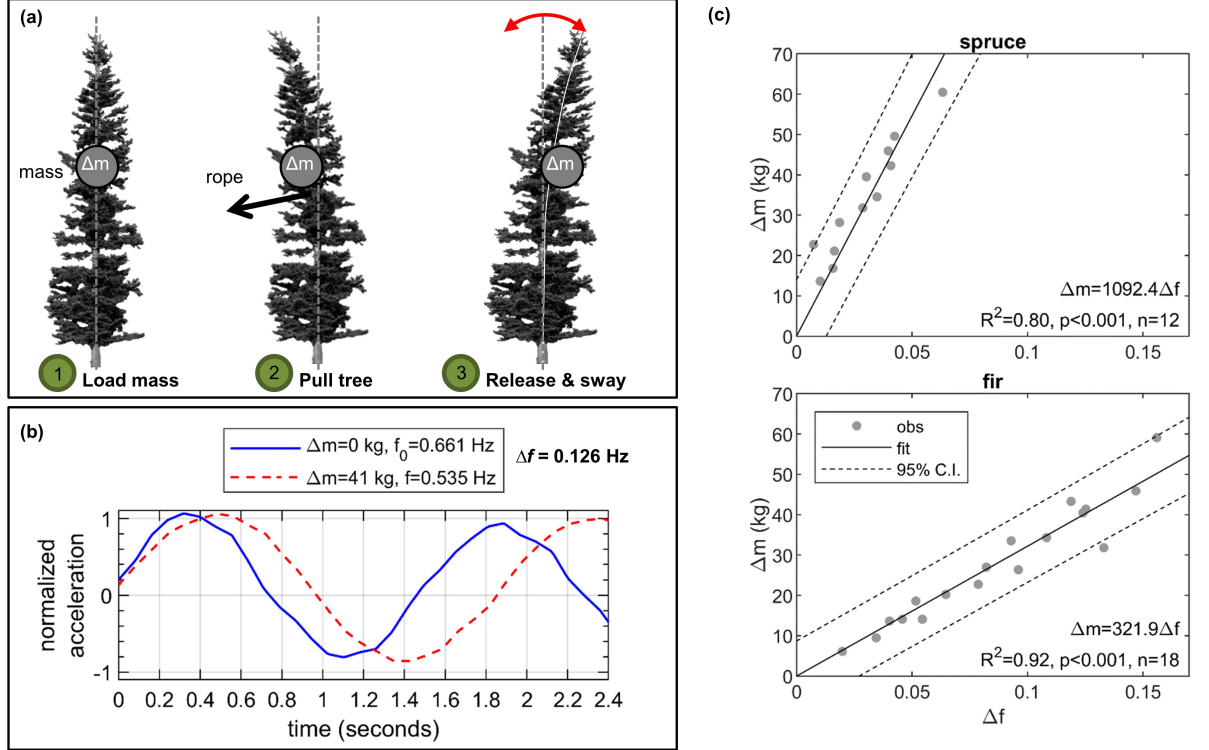 (a)
mass
Δm
1
Load mass
rope
Δm
2
Pull tree
Δm
3
Release & sway
(b)
Δm=0 kg, f0=0.661 Hz
Δm=41 kg, f=0.535 Hz
Δf = 0.126 Hz
normalized
acceleration
1
0
-1
0 0.2 0.4 0.6 0.8 1 1.2 1.4 1.6 1.8 2 2.2 2.4
time (seconds)
(c)
spruce
Δm (kg)
70
60
50
40
30
20
10
0
Δm=1092.4Δf
R2=0.80, p<0.001, n=12
0 0.05 0.1 0.15
fir
Δm (kg)
70
60
50
40
30
20
10
0
obs
fit
95% C.I.
Δm=321.9Δf
R2=0.92, p<0.001, n=18
0 0.05 0.1 0.15
Δf